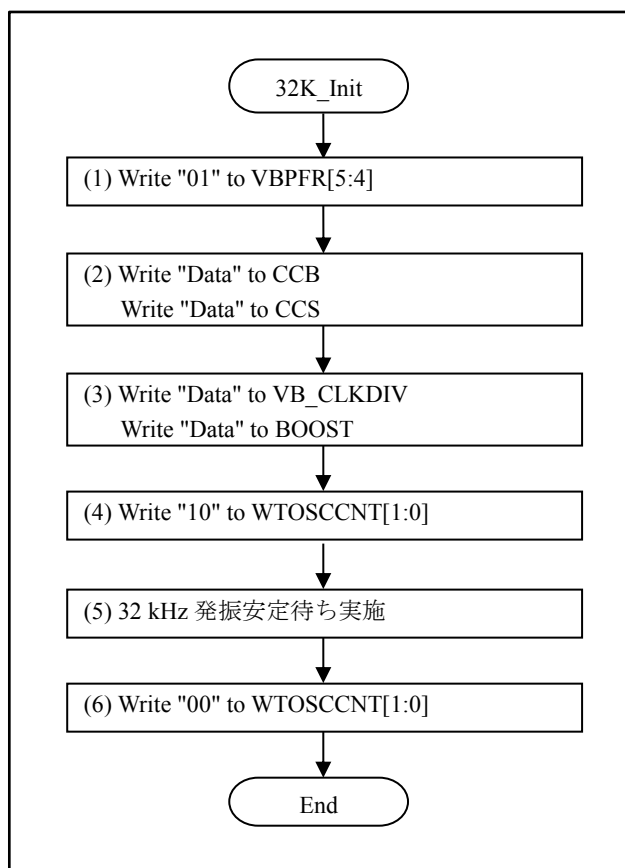 32K_Init
(1) Write "01" to VBPFR[5:4]
(2) Write "Data" to CCB
Write "Data" to CCS
(3) Write "Data" to VB_CLKDIV
Write "Data" to BOOST
(4) Write "10" to WTOSCCNT[1:0]
(5) 32 kHz 発振安定待ち実施
(6) Write "00" to WTOSCCNT[1:0]
End